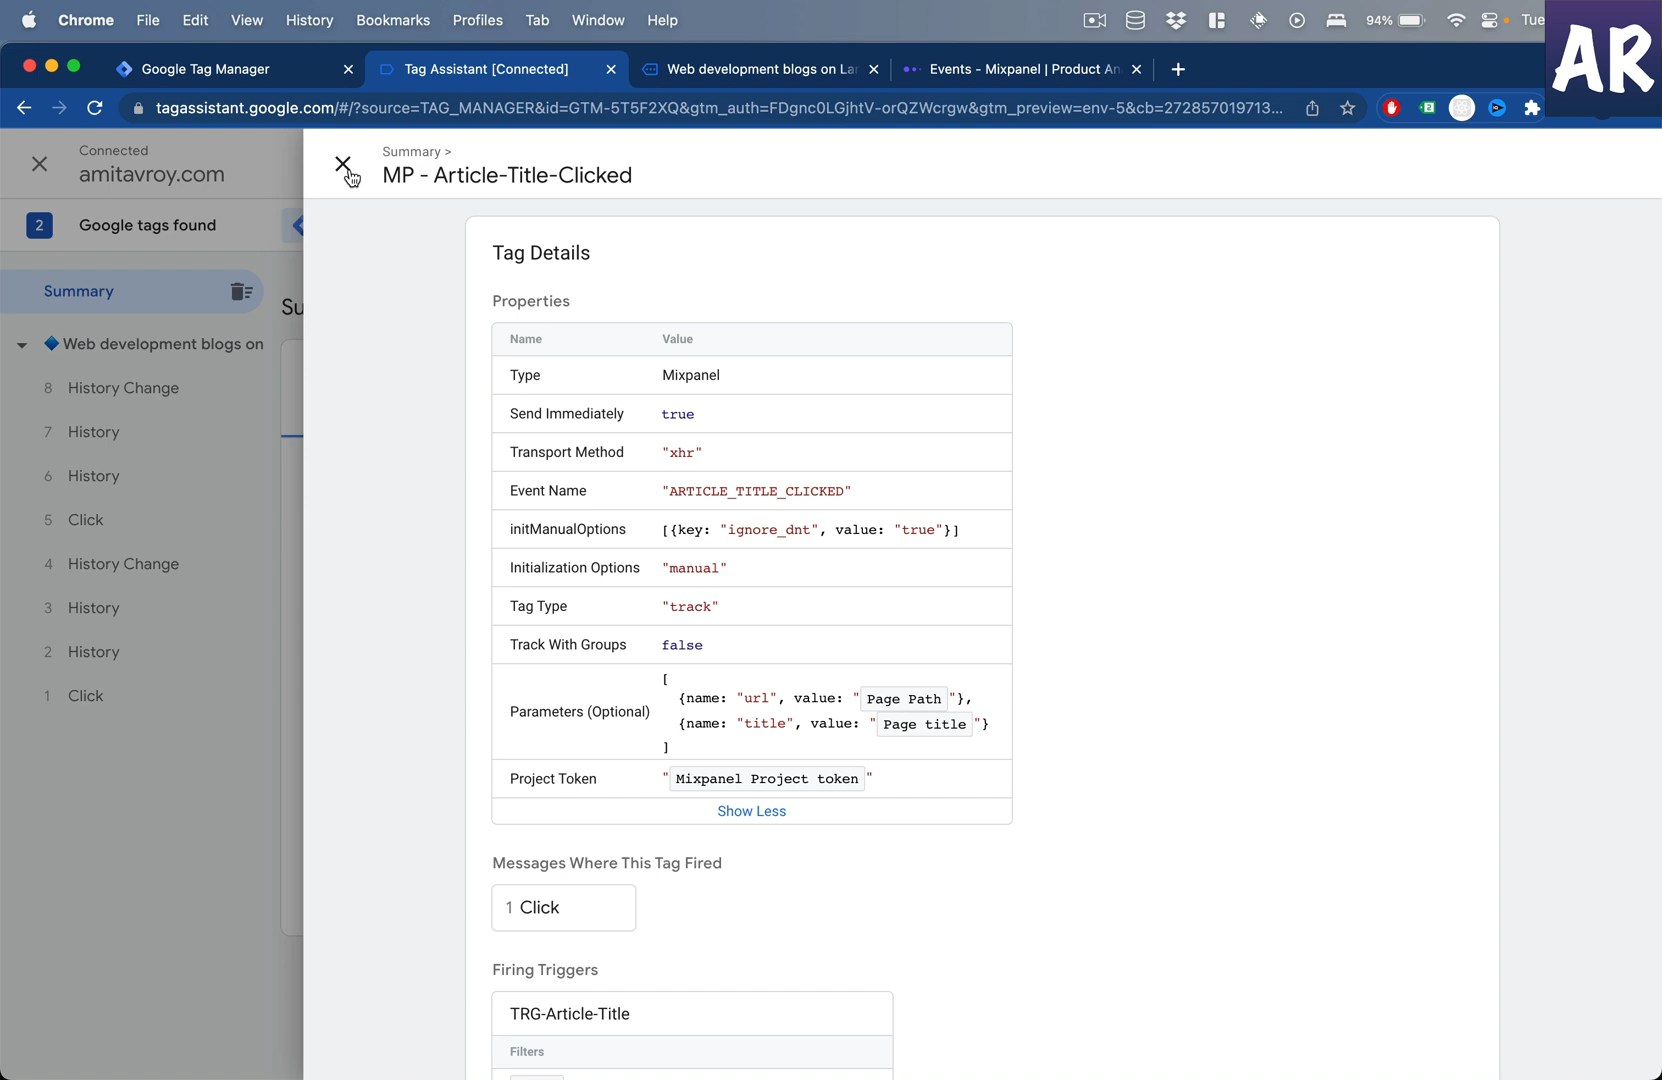 Chrome File Edit View History Bookmarks Profiles Tab Window Help 94% Tue
AR
Google Tag Manager
Tag Assistant [Connected]
Web development blogs on Lar
Events - Mixpanel | Product An
tagassistant.google.com/#/?source=TAG_MANAGER&id=GTM-5T5F2XQ&gtm_auth=FDgnc0LGjhtV-orQZWcrgw&gtm_preview=env-5&cb=272857019713...
Connected
amitavroy.com
2 Google tags found
Summary
Su
Web development blogs on
8 History Change
7 History
6 History
5 Click
4 History Change
3 History
2 History
1 Click
Summary >
MP - Article-Title-Clicked
Tag Details
Properties
Name Value
Type Mixpanel
Send Immediately true
Transport Method "xhr"
Event Name "ARTICLE_TITLE_CLICKED"
initManualOptions [{key: "ignore_dnt", value: "true"}]
Initialization Options "manual"
Tag Type "track"
Track With Groups false
Parameters (Optional)
[
{name: "url", value: "Page Path"},
{name: "title", value: "Page title"}
]
Project Token "Mixpanel Project token"
Show Less
Messages Where This Tag Fired
1 Click
Firing Triggers
TRG-Article-Title
Filters